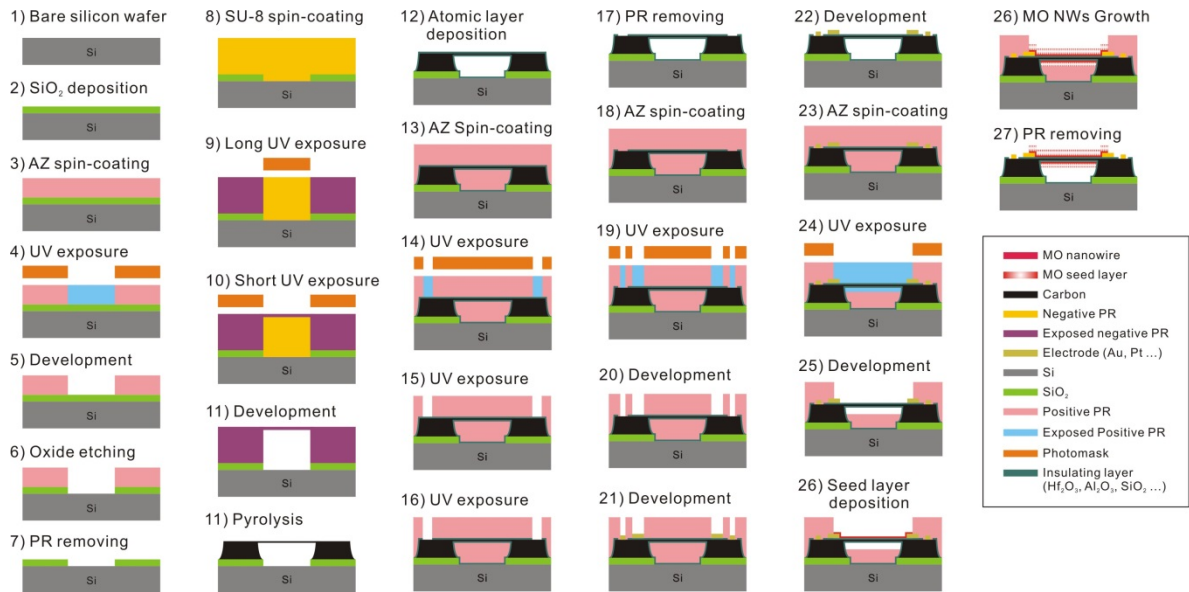 1) Bare silicon wafer
Si
2) SiO₂ deposition
Si
3) AZ spin-coating
Si
4) UV exposure
Si
5) Development
Si
6) Oxide etching
Si
7) PR removing
Si
8) SU-8 spin-coating
Si
9) Long UV exposure
Si
10) Short UV exposure
Si
11) Development
Si
11) Pyrolysis
Si
12) Atomic layer
deposition
Si
13) AZ Spin-coating
Si
14) UV exposure
Si
15) UV exposure
Si
16) UV exposure
Si
17) PR removing
Si
18) AZ spin-coating
Si
19) UV exposure
Si
20) Development
Si
21) Development
Si
22) Development
Si
23) AZ spin-coating
Si
24) UV exposure
Si
25) Development
Si
26) Seed layer
deposition
Si
26) MO NWs Growth
Si
27) PR removing
Si
MO nanowire
MO seed layer
Carbon
Negative PR
Exposed negative PR
Electrode (Au, Pt ...)
Si
SiO₂
Positive PR
Exposed Positive PR
Photomask
Insulating layer
(Hf₂O₃, Al₂O₃, SiO₂ ...)